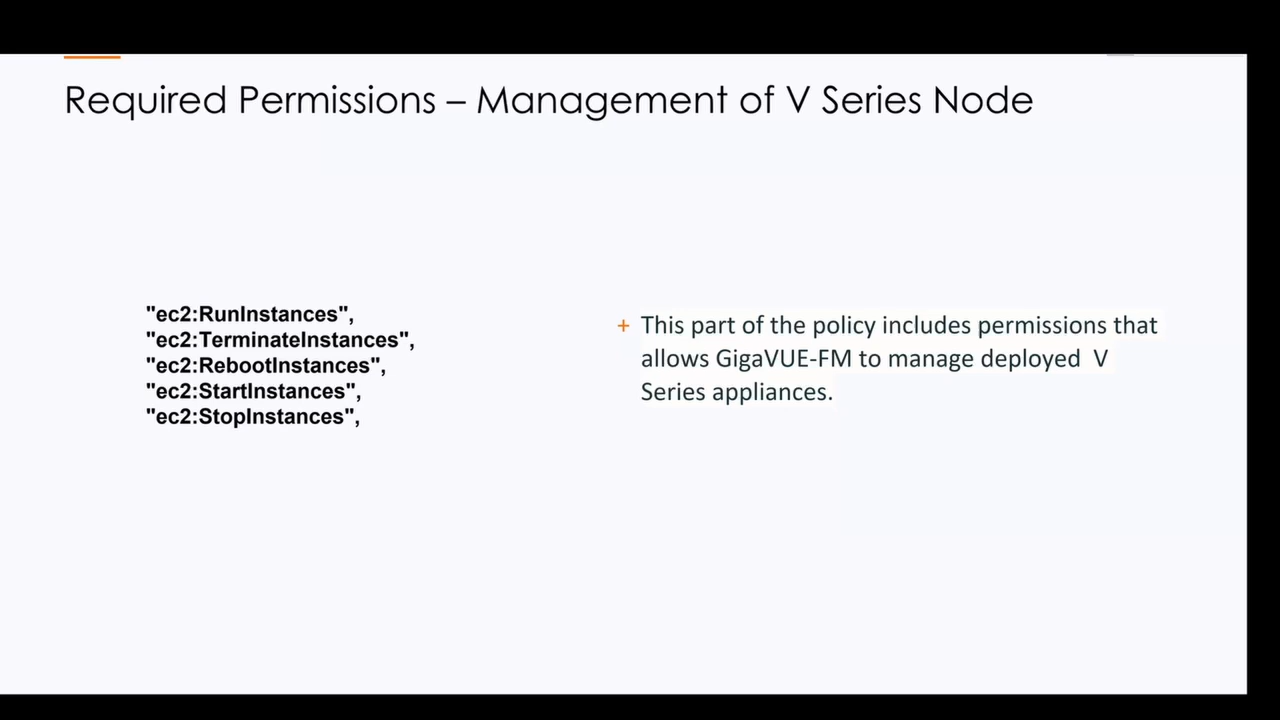 Required Permissions – Management of V Series Node
"ec2:RunInstances",
"ec2:TerminateInstances",
"ec2:RebootInstances",
"ec2:StartInstances",
"ec2:StopInstances",
+ This part of the policy includes permissions that
allows GigaVUE-FM to manage deployed  V
Series appliances.